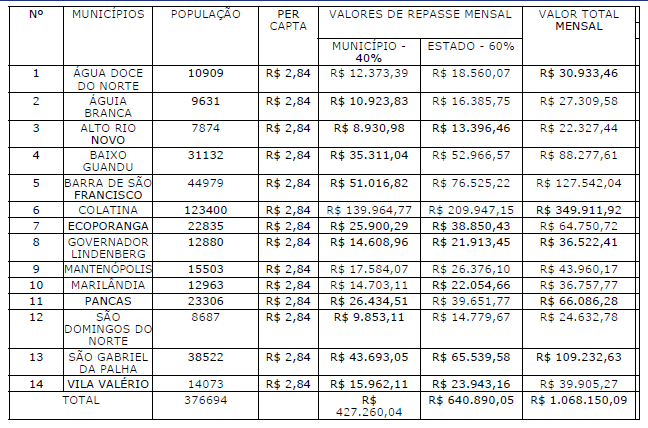 Nº MUNICÍPIOS POPULAÇÃO PER CAPTA VALORES DE REPASSE MENSAL VALOR TOTAL MENSAL
MUNICÍPIO - 40% ESTADO - 60%
1 ÁGUA DOCE DO NORTE 10909 R$ 2,84 R$ 12.373,39 R$ 18.560,07 R$ 30.933,46
2 ÁGUIA BRANCA 9631 R$ 2,84 R$ 10.923,83 R$ 16.385,75 R$ 27.309,58
3 ALTO RIO NOVO 7874 R$ 2,84 R$ 8.930,98 R$ 13.396,46 R$ 22.327,44
4 BAIXO GUANDU 31132 R$ 2,84 R$ 35.311,04 R$ 52.966,57 R$ 88.277,61
5 BARRA DE SÃO FRANCISCO 44979 R$ 2,84 R$ 51.016,82 R$ 76.525,22 R$ 127.542,04
6 COLATINA 123400 R$ 2,84 R$ 139.964,77 R$ 209.947,15 R$ 349.911,92
7 ECOPORANGA 22835 R$ 2,84 R$ 25.900,29 R$ 38.850,43 R$ 64.750,72
8 GOVERNADOR LINDENBERG 12880 R$ 2,84 R$ 14.608,96 R$ 21.913,45 R$ 36.522,41
9 MANTENÓPOLIS 15503 R$ 2,84 R$ 17.584,07 R$ 26.376,10 R$ 43.960,17
10 MARILÂNDIA 12963 R$ 2,84 R$ 14.703,11 R$ 22.054,66 R$ 36.757,77
11 PANCAS 23306 R$ 2,84 R$ 26.434,51 R$ 39.651,77 R$ 66.086,28
12 SÃO DOMINGOS DO NORTE 8687 R$ 2,84 R$ 9.853,11 R$ 14.779,67 R$ 24.632,78
13 SÃO GABRIEL DA PALHA 38522 R$ 2,84 R$ 43.693,05 R$ 65.539,58 R$ 109.232,63
14 VILA VALÉRIO 14073 R$ 2,84 R$ 15.962,11 R$ 23.943,16 R$ 39.905,27
TOTAL 376694 R$ 427.260,04 R$ 640.890,05 R$ 1.068.150,09